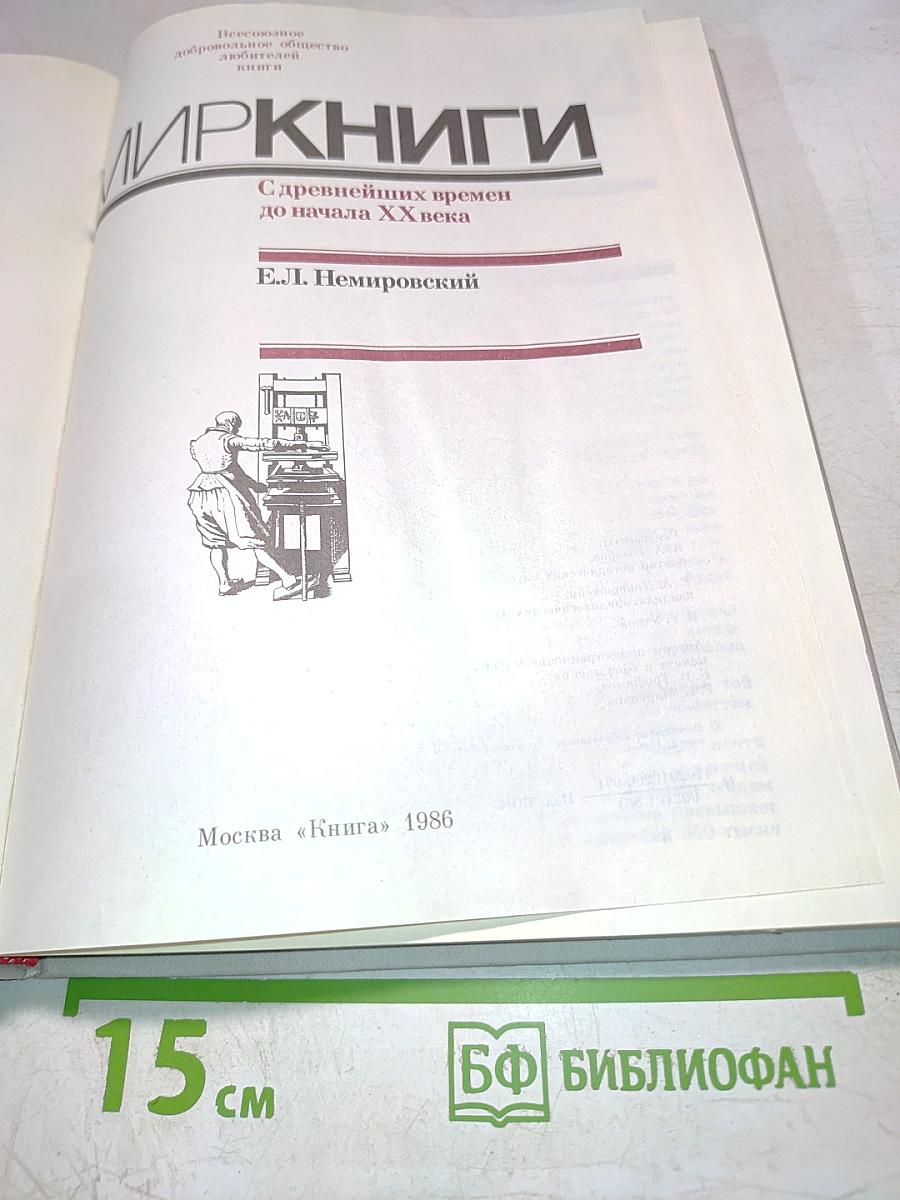 Всесоюзное
добровольное общество
любителей
книги
МИРКНИГИ
С древнейших времен
до начала XX века
Е.Л. Немировский
Москва «Книга» 1986
15 см
БФ БИБЛИОФАН